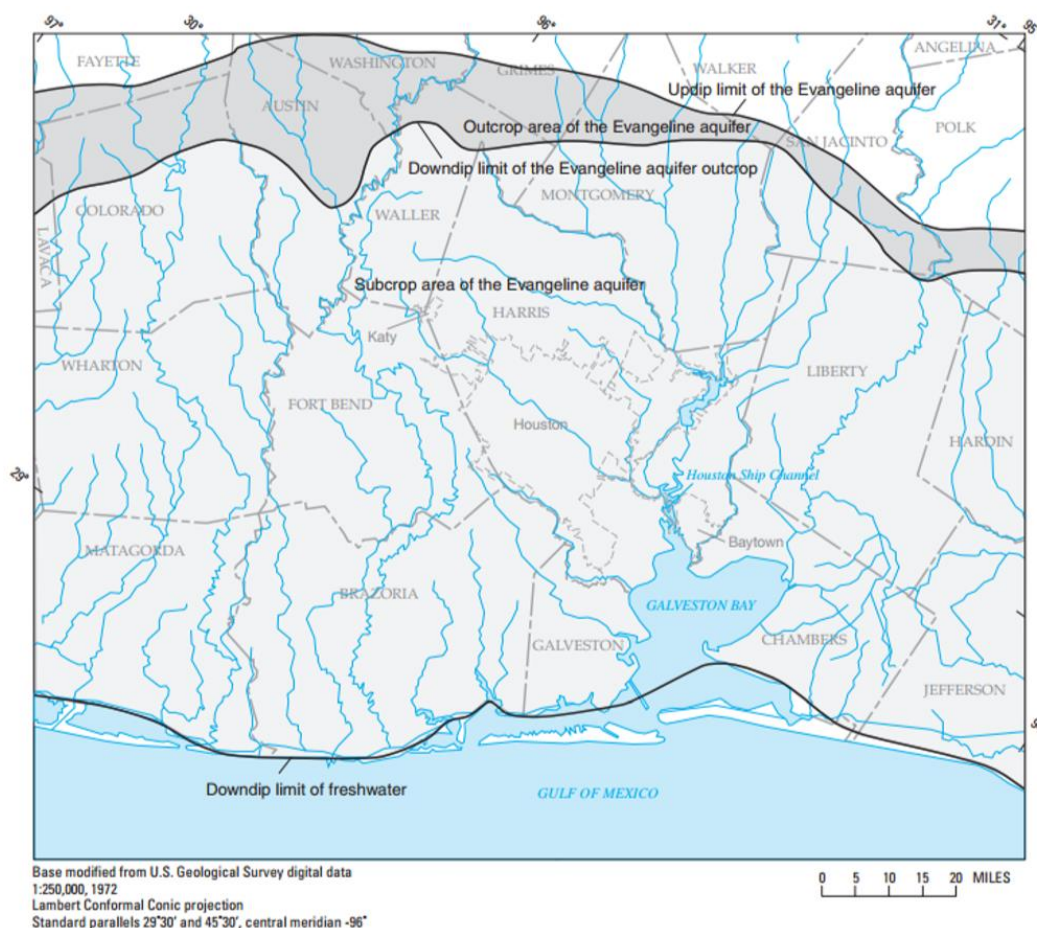 97°
30°
96°
31°
95°
FAYETTE
WASHINGTON
GRIMES
WALKER
ANGELINA
Updip limit of the Evangeline aquifer
AUSTIN
Outcrop area of the Evangeline aquifer
POLK
SAN JACINTO
Downdip limit of the Evangeline aquifer outcrop
MONTGOMERY
COLORADO
WALLER
LAVACA
Subcrop area of the Evangeline aquifer
HARRIS
Katy
WHARTON
LIBERTY
FORT BEND
Houston
HARDIN
29°
Houston Ship Channel
Baytown
MATAGORDA
BRAZORIA
GALVESTON BAY
GALVESTON
CHAMBERS
JEFFERSON
Downdip limit of freshwater
GULF OF MEXICO
Base modified from U.S. Geological Survey digital data
1:250,000, 1972
Lambert Conformal Conic projection
Standard parallels 29°30' and 45°30', central meridian -96°
0 5 10 15 20 MILES